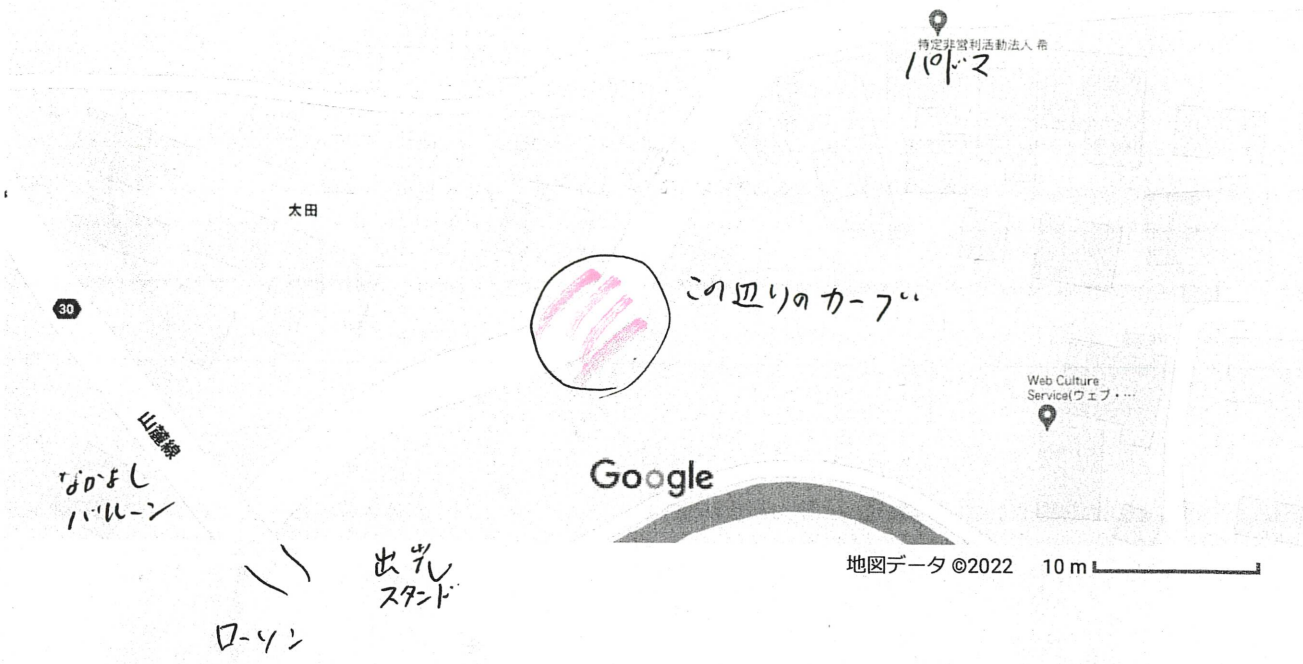 特定非営利活動法人 希
パドマ
太田
30
この辺りのカーブ
Web Culture
Service(ウェブ・…
山麓線
なかよし
バルーン
Google
地図データ ©2022 10 m
出光
スタンド
ローソン